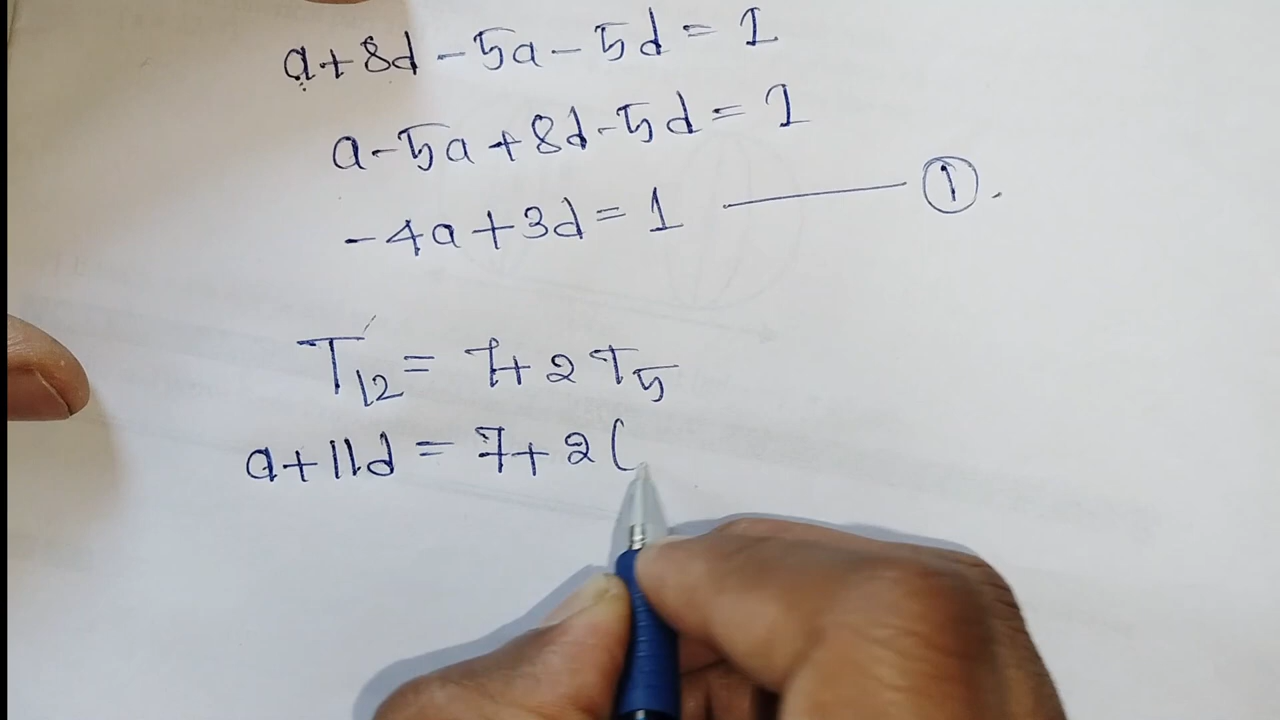 a+8d-5a-5d=1
a-5a+8d-5d=1
-4a+3d=1 —— ①.
T₁₂= 7+2T₅
a+11d=7+2(